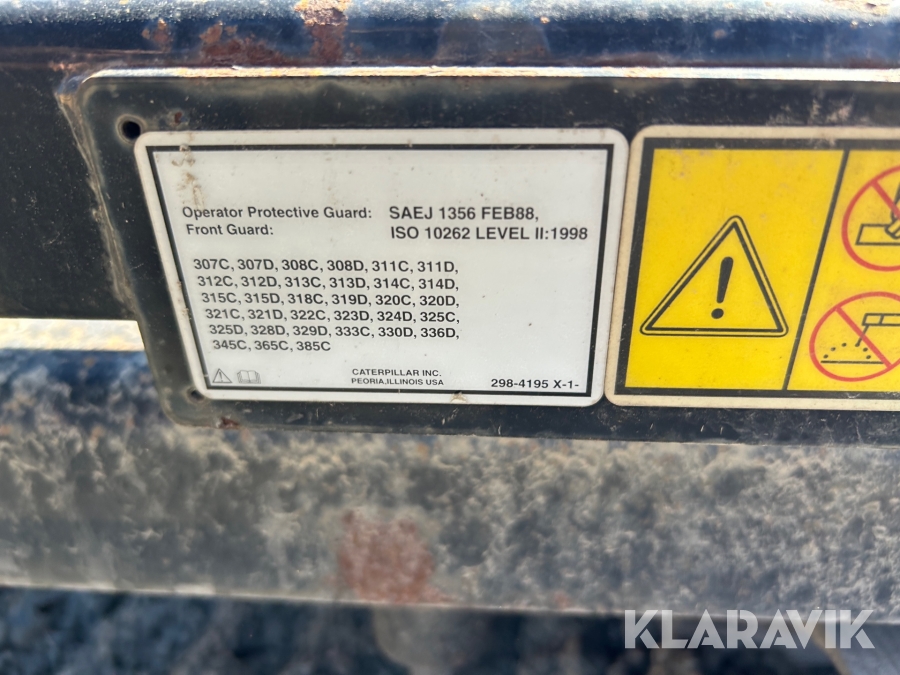 Operator Protective Guard: SAEJ 1356 FEB88,
Front Guard: ISO 10262 LEVEL II:1998
307C, 307D, 308C, 308D, 311C, 311D,
312C, 312D, 313C, 313D, 314C, 314D,
315C, 315D, 318C, 319D, 320C, 320D,
321C, 321D, 322C, 323D, 324D, 325C,
325D, 328D, 329D, 333C, 330D, 336D,
345C, 365C, 385C
CATERPILLAR INC.
PEORIA,ILLINOIS USA
298-4195 X-1-
KLARAVIK